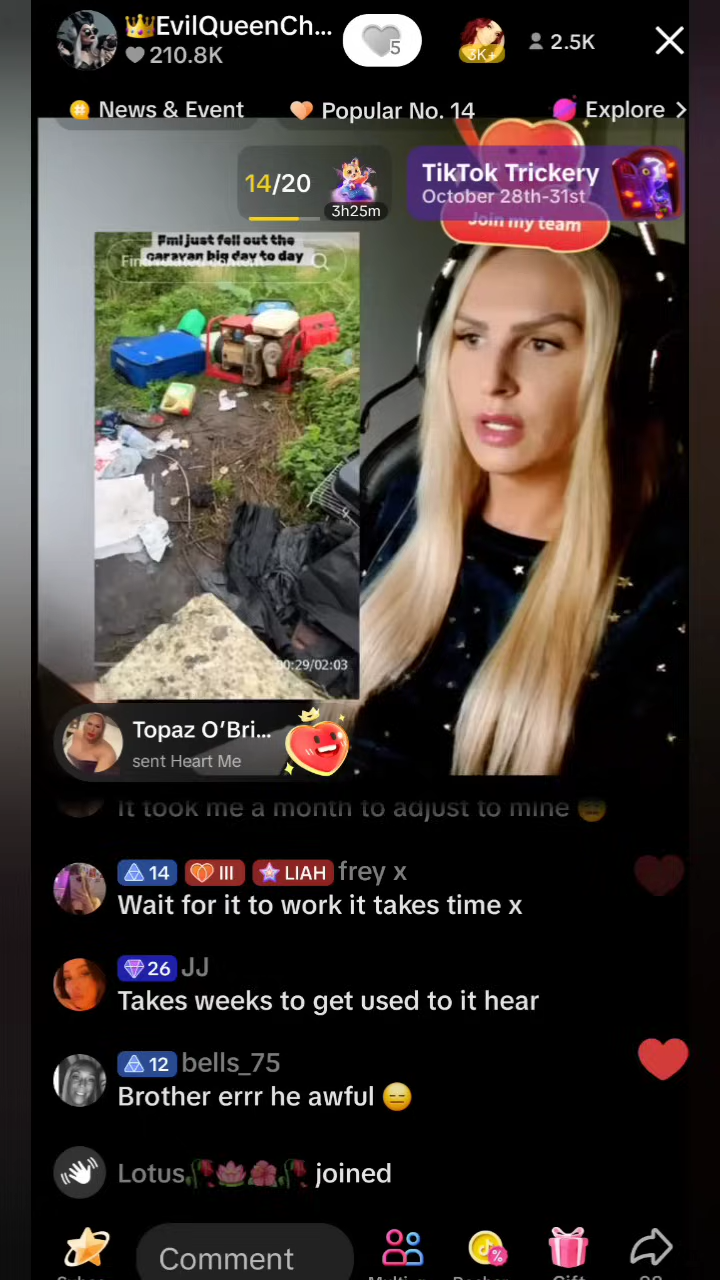 👑EvilQueenCh...
210.8K
5
3K+
2.5K
News & Event
Popular No. 14
Explore >
14/20
3h25m
TikTok Trickery
October 28th-31st
Join my team
Fml just fell out the
caravan big day to day
Find
00:29/02:03
Topaz O'Bri...
sent Heart Me
It took me a month to adjust to mine
14 III LIAH frey x
Wait for it to work it takes time x
26 JJ
Takes weeks to get used to it hear
12 bells_75
Brother errr he awful 😑
Lotus🥀🪷🌺🥀 joined
Comment
Gift